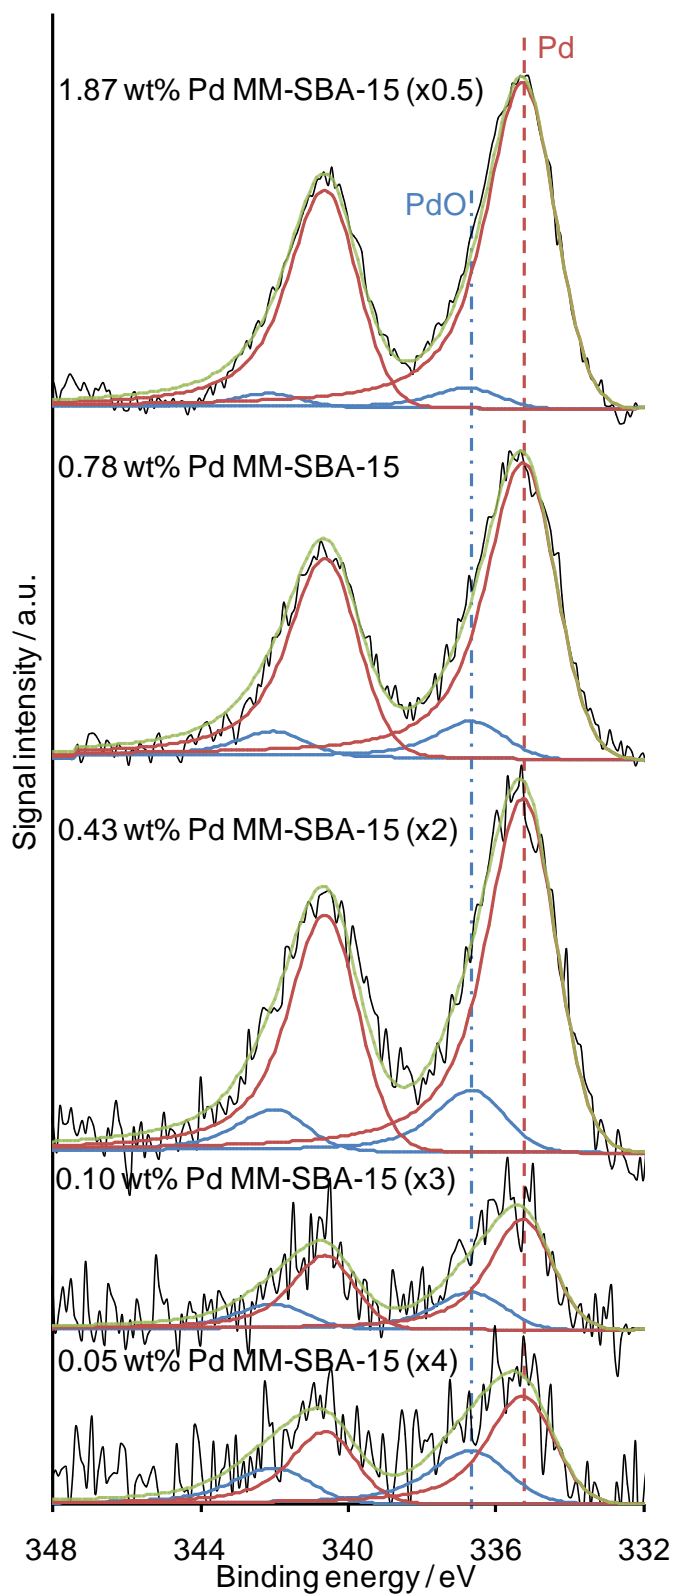 Pd
1.87 wt% Pd MM-SBA-15 (x0.5)
PdO
0.78 wt% Pd MM-SBA-15
0.43 wt% Pd MM-SBA-15 (x2)
0.10 wt% Pd MM-SBA-15 (x3)
0.05 wt% Pd MM-SBA-15 (x4)
Signal intensity / a.u.
348 344 340 336 332
Binding energy / eV